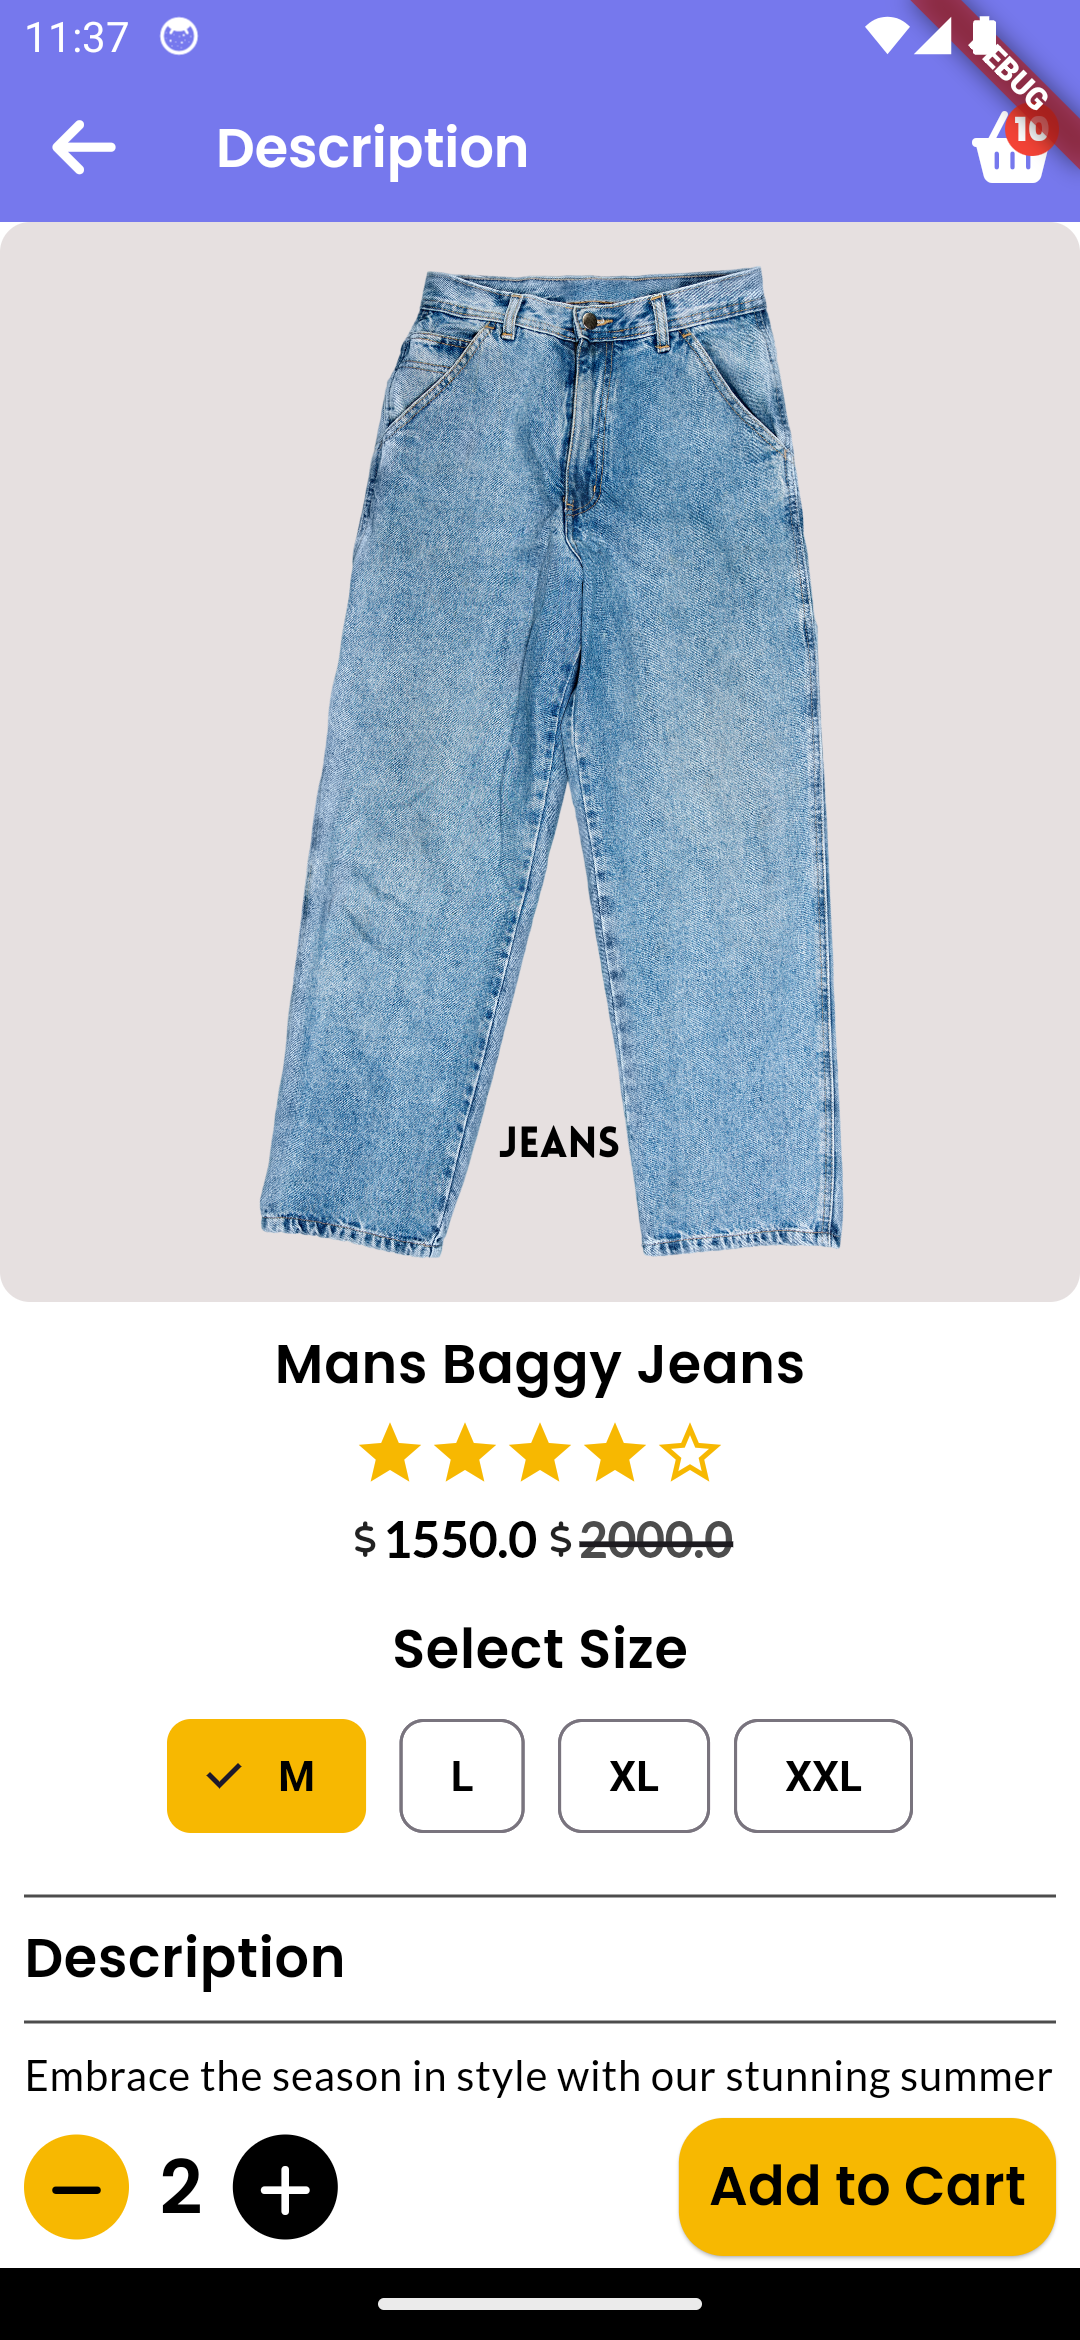 11:37
DEBUG
Description
10
JEANS
Mans Baggy Jeans
$1550.0 $2000.0
Select Size
M L XL XXL
Description
Embrace the season in style with our stunning summer
2 Add to Cart